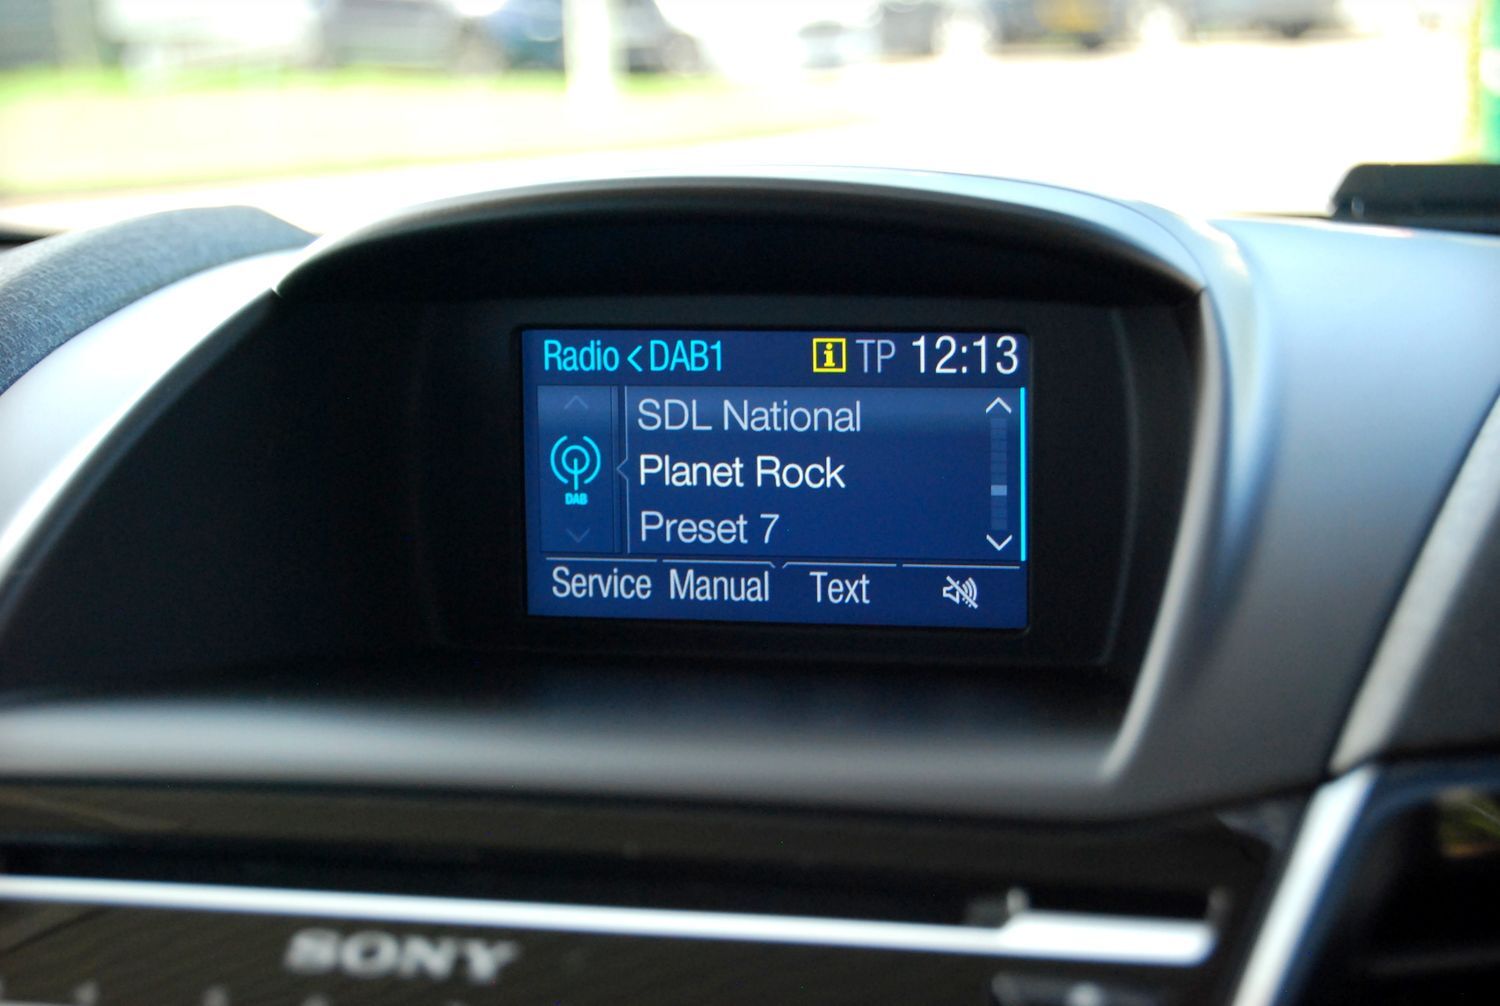 Radio < DAB1 i TP 12:13
SDL National
Planet Rock
DAB
Preset 7
Service Manual Text
SONY